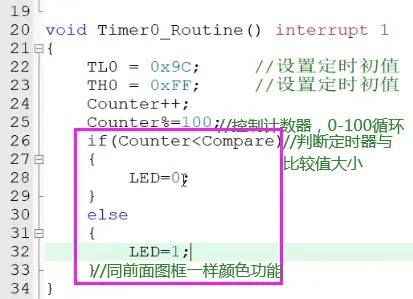 19
20 void Timer0_Routine() interrupt 1
21 {
22 TL0 = 0x9C; //设置定时初值
23 TH0 = 0xFF; //设置定时初值
24 Counter++;
25 Counter%=100;//控制计数器，0-100循环
26 if(Counter<Compare)//判断定时器与
27 { 比较值大小
28 LED=0;
29 }
30 else
31 {
32 LED=1;
33 }//同前面图框一样颜色功能
34 }